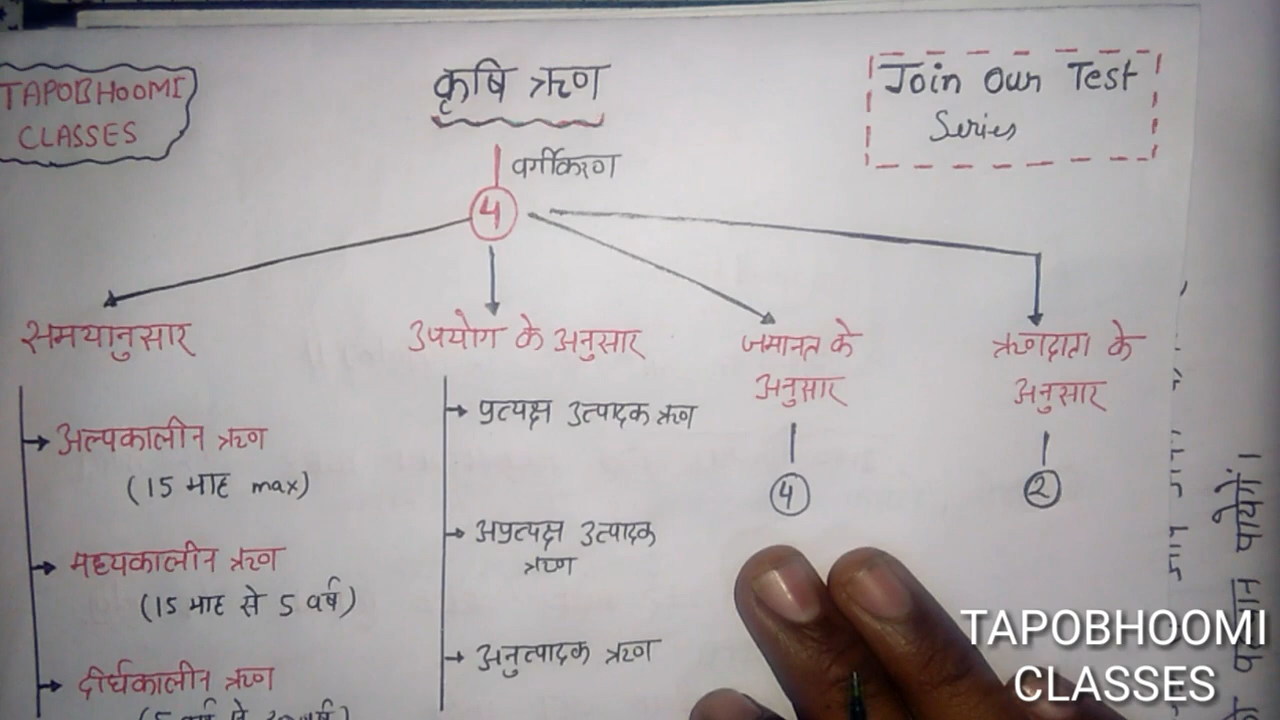 TAPOBHOOMI
CLASSES
कृषि ऋण
Join Our Test
Series
वर्गीकरण
4
समयानुसार
उपयोग के अनुसार
जमानत के
अनुसार
ऋणदाता के
अनुसार
अल्पकालीन ऋण
(15 माह max)
मध्यकालीन ऋण
(15 माह से 5 वर्ष)
दीर्घकालीन ऋण
प्रत्यक्ष उत्पादक ऋण
अप्रत्यक्ष उत्पादक
ऋण
अनुत्पादक ऋण
4
2
TAPOBHOOMI
CLASSES